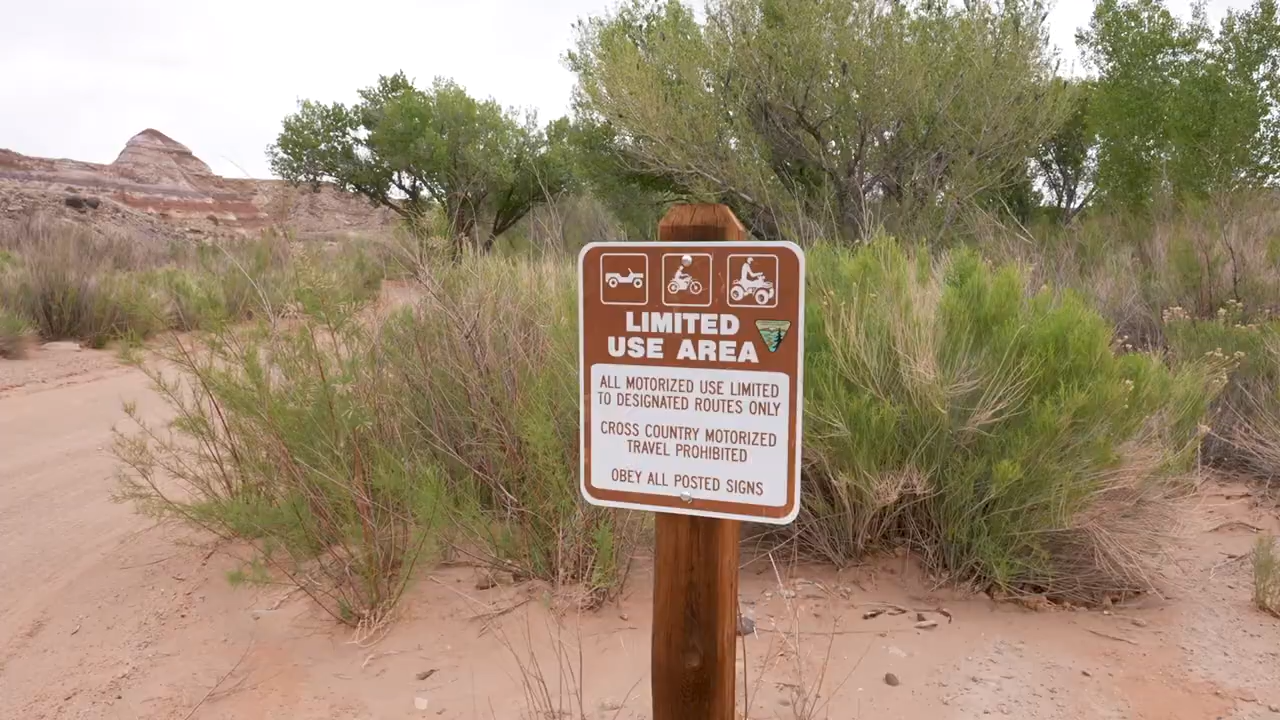 LIMITED
USE AREA
ALL MOTORIZED USE LIMITED
TO DESIGNATED ROUTES ONLY
CROSS COUNTRY MOTORIZED
TRAVEL PROHIBITED
OBEY ALL POSTED SIGNS